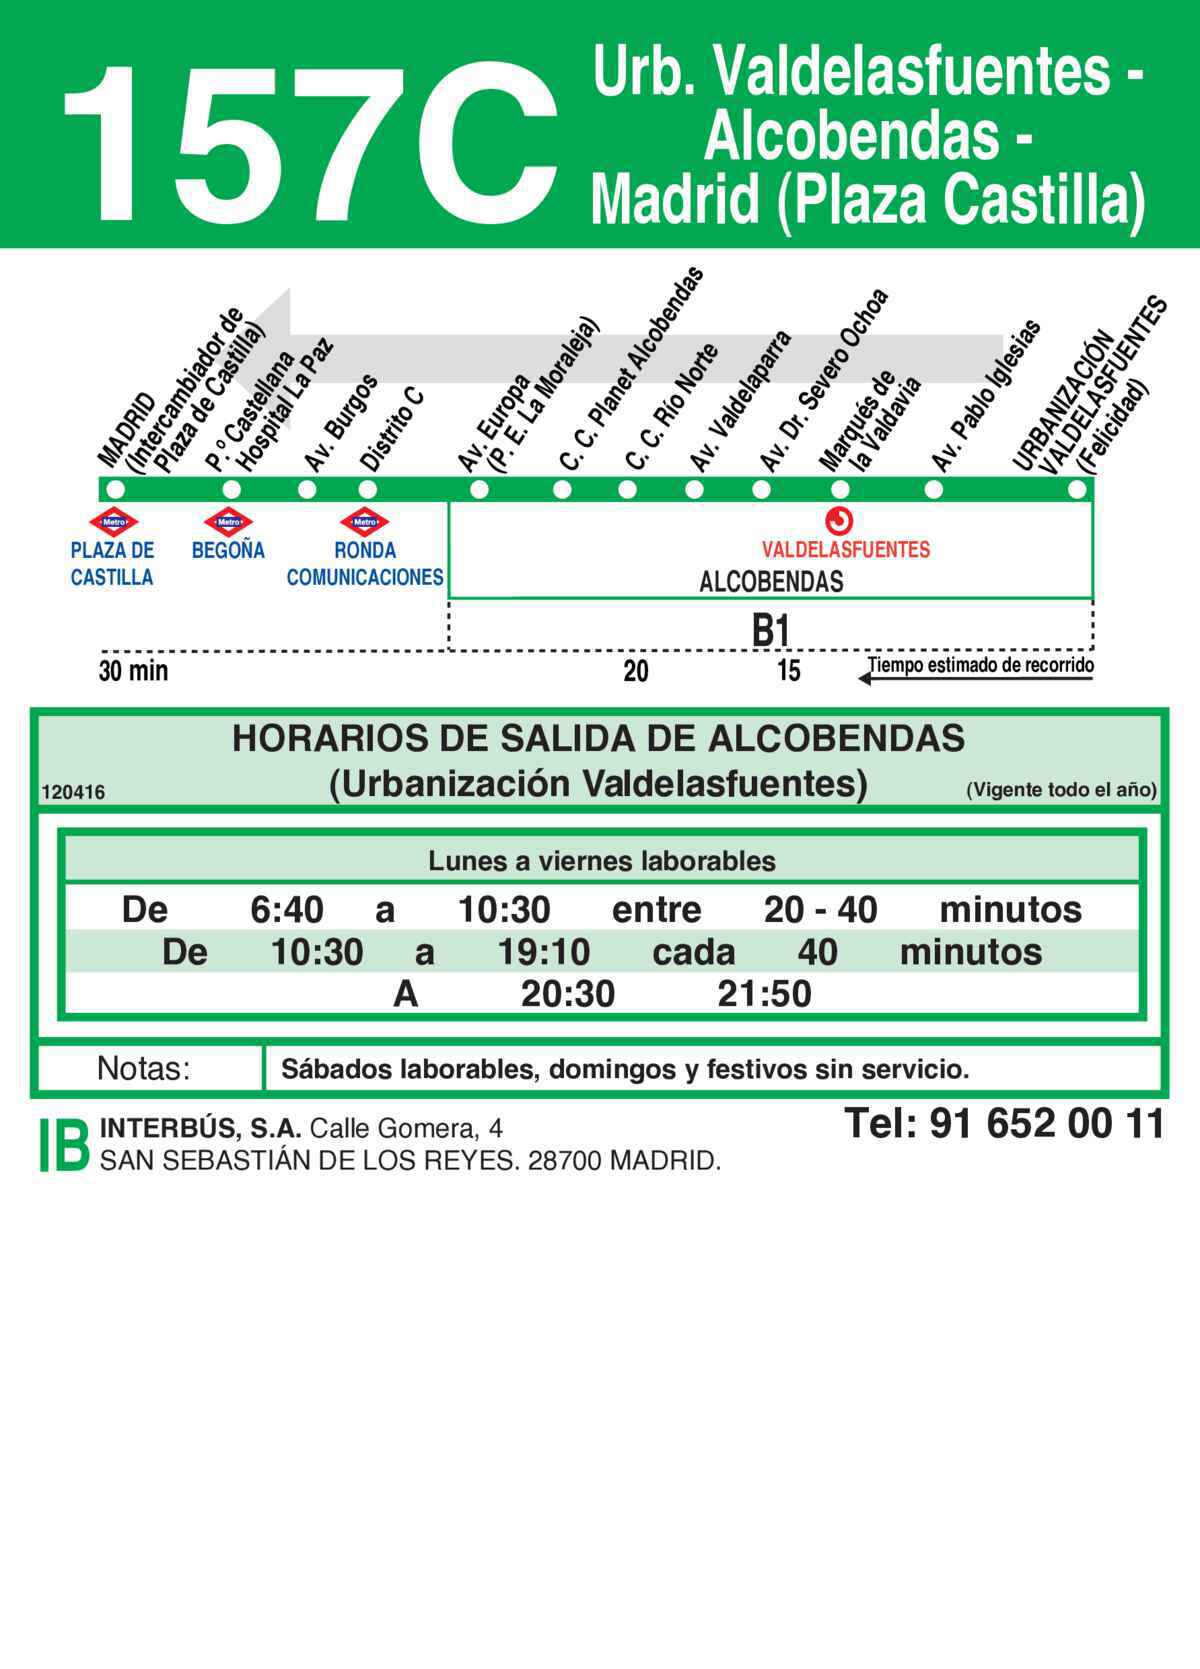 157C
Urb. Valdelasfuentes -
Alcobendas -
Madrid (Plaza Castilla)
MADRID
(Intercambiador de
Plaza de Castilla)
P.º Castellana
Hospital La Paz
Av. Burgos
Distrito C
Av. Europa
(P. E. La Moraleja)
C. C. Planet Alcobendas
C. C. Río Norte
Av. Valdelaparra
Av. Dr. Severo Ochoa
Marqués de
la Valdavia
Av. Pablo Iglesias
URBANIZACIÓN
VALDELASFUENTES
(Felicidad)
Metro
Metro
Metro
PLAZA DE
CASTILLA
BEGOÑA
RONDA
COMUNICACIONES
VALDELASFUENTES
ALCOBENDAS
B1
30 min
20
15
Tiempo estimado de recorrido
HORARIOS DE SALIDA DE ALCOBENDAS
(Urbanización Valdelasfuentes)
120416
(Vigente todo el año)
Lunes a viernes laborables
De 6:40 a 10:30 entre 20 - 40 minutos
De 10:30 a 19:10 cada 40 minutos
A 20:30 21:50
Notas:
Sábados laborables, domingos y festivos sin servicio.
IB
INTERBÚS, S.A. Calle Gomera, 4
SAN SEBASTIÁN DE LOS REYES. 28700 MADRID.
Tel: 91 652 00 11